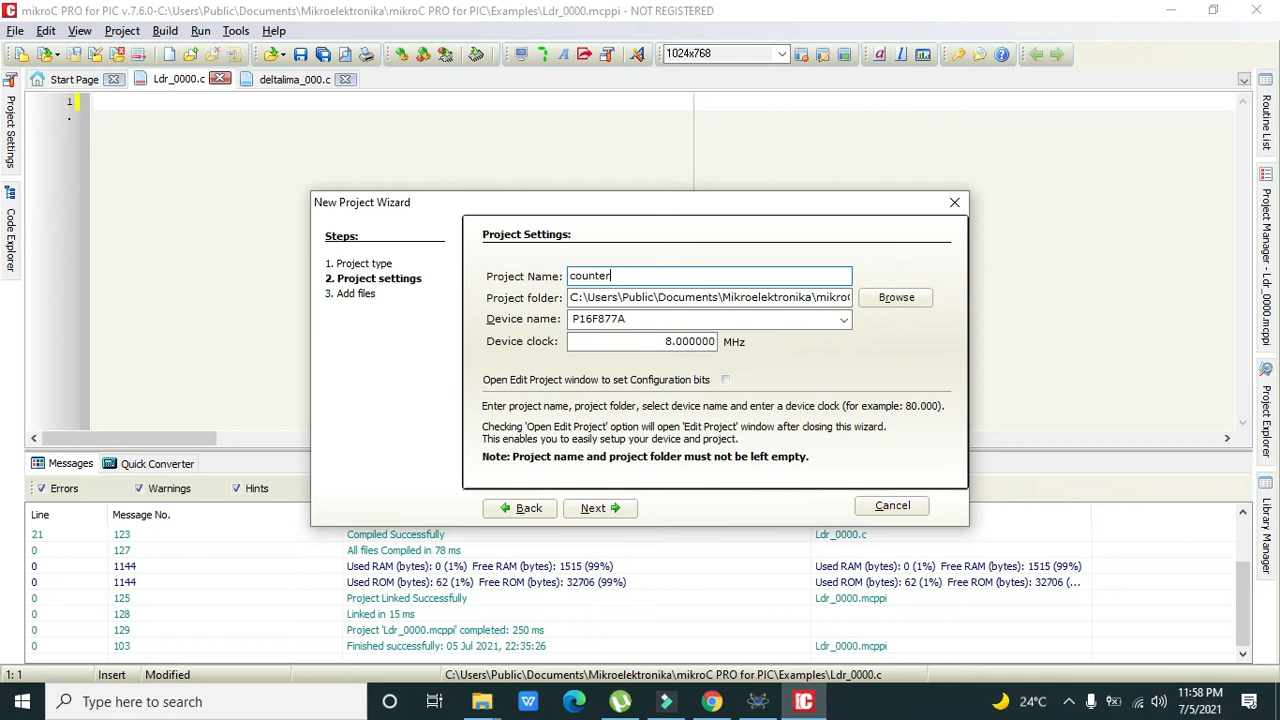 mikroC PRO for PIC v.7.6.0-C:\Users\Public\Documents\Mikroelektronika\mikroC PRO for PIC\Examples\Ldr_0000.mcppi - NOT REGISTERED
File Edit View Project Build Run Tools Help
1024x768
Start Page Ldr_0000.c deltalima_000.c
1
Project Settings
Code Explorer
Routine List
Project Manager - 1/1 - Ldr_0000.mcppi
Project Explorer
Library Manager
New Project Wizard
Steps:
1. Project type
2. Project settings
3. Add files
Project Settings:
Project Name: counter
Project folder: C:\Users\Public\Documents\Mikroelektronika\mikro
Browse
Device name: P16F877A
Device clock: 8.000000 MHz
Open Edit Project window to set Configuration bits
Enter project name, project folder, select device name and enter a device clock (for example: 80.000).
Checking 'Open Edit Project' option will open 'Edit Project' window after closing this wizard.
This enables you to easily setup your device and project.
Note: Project name and project folder must not be left empty.
Back Next Cancel
Messages Quick Converter
Errors Warnings Hints
Line Message No.
21 123 Compiled Successfully Ldr_0000.c
0 127 All files Compiled in 78 ms
0 1144 Used RAM (bytes): 0 (1%) Free RAM (bytes): 1515 (99%) Used RAM (bytes): 0 (1%) Free RAM (bytes): 1515 (99%)
0 1144 Used ROM (bytes): 62 (1%) Free ROM (bytes): 32706 (99%) Used ROM (bytes): 62 (1%) Free ROM (bytes): 32706 (...
0 125 Project Linked Successfully Ldr_0000.mcppi
0 128 Linked in 15 ms
0 129 Project 'Ldr_0000.mcppi' completed: 250 ms
0 103 Finished successfully: 05 Jul 2021, 22:35:26 Ldr_0000.mcppi
1: 1 Insert Modified C:\Users\Public\Documents\Mikroelektronika\mikroC PRO for PIC\Examples\Ldr_0000.c
Type here to search
24°C
11:58 PM
7/5/2021